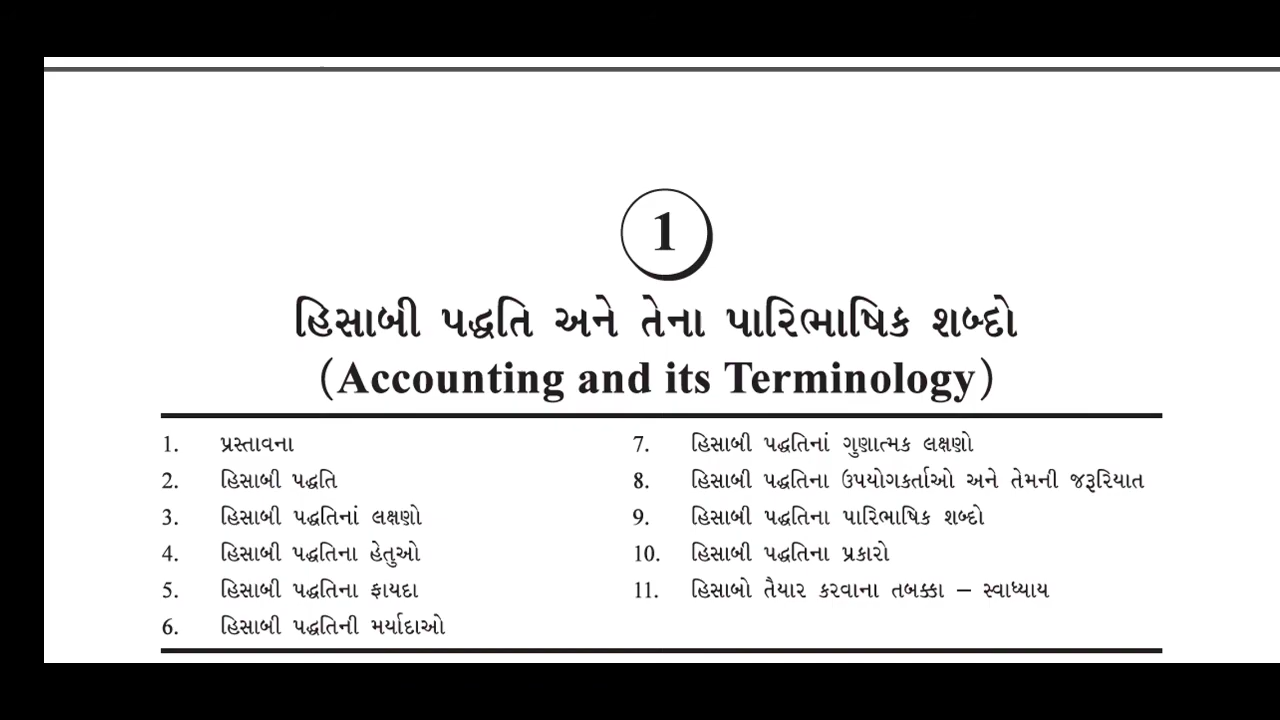 1
હિસાબી પદ્ધતિ અને તેના પારિભાષિક શબ્દો
(Accounting and its Terminology)
1. પ્રસ્તાવના
2. હિસાબી પદ્ધતિ
3. હિસાબી પદ્ધતિનાં લક્ષણો
4. હિસાબી પદ્ધતિના હેતુઓ
5. હિસાબી પદ્ધતિના ફાયદા
6. હિસાબી પદ્ધતિની મર્યાદાઓ
7. હિસાબી પદ્ધતિનાં ગુણાત્મક લક્ષણો
8. હિસાબી પદ્ધતિના ઉપયોગકર્તાઓ અને તેમની જરૂરિયાત
9. હિસાબી પદ્ધતિના પારિભાષિક શબ્દો
10. હિસાબી પદ્ધતિના પ્રકારો
11. હિસાબો તૈયાર કરવાના તબક્કા – સ્વાધ્યાય